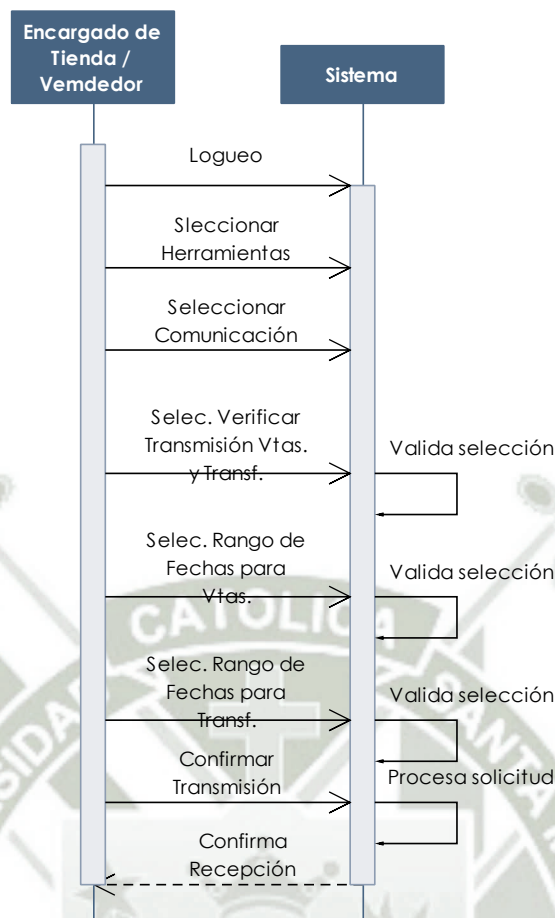 Encargado de
Tienda /
Vemdedor
Sistema
Logueo
Sleccionar
Herramientas
Seleccionar
Comunicación
Selec. Verificar
Transmisión Vtas.
y Transf.
Valida selección
Selec. Rango de
Fechas para
Vtas.
Valida selección
Selec. Rango de
Fechas para
Transf.
Valida selección
Confirmar
Transmisión
Procesa solicitud
Confirma
Recepción
CATOLICA